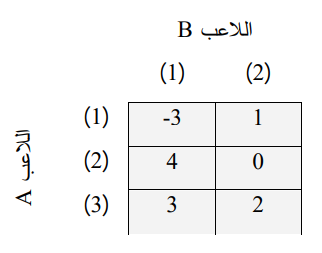 اللاعب B
(1) (2)
(1) -3 1
اللاعب A
(2) 4 0
(3) 3 2